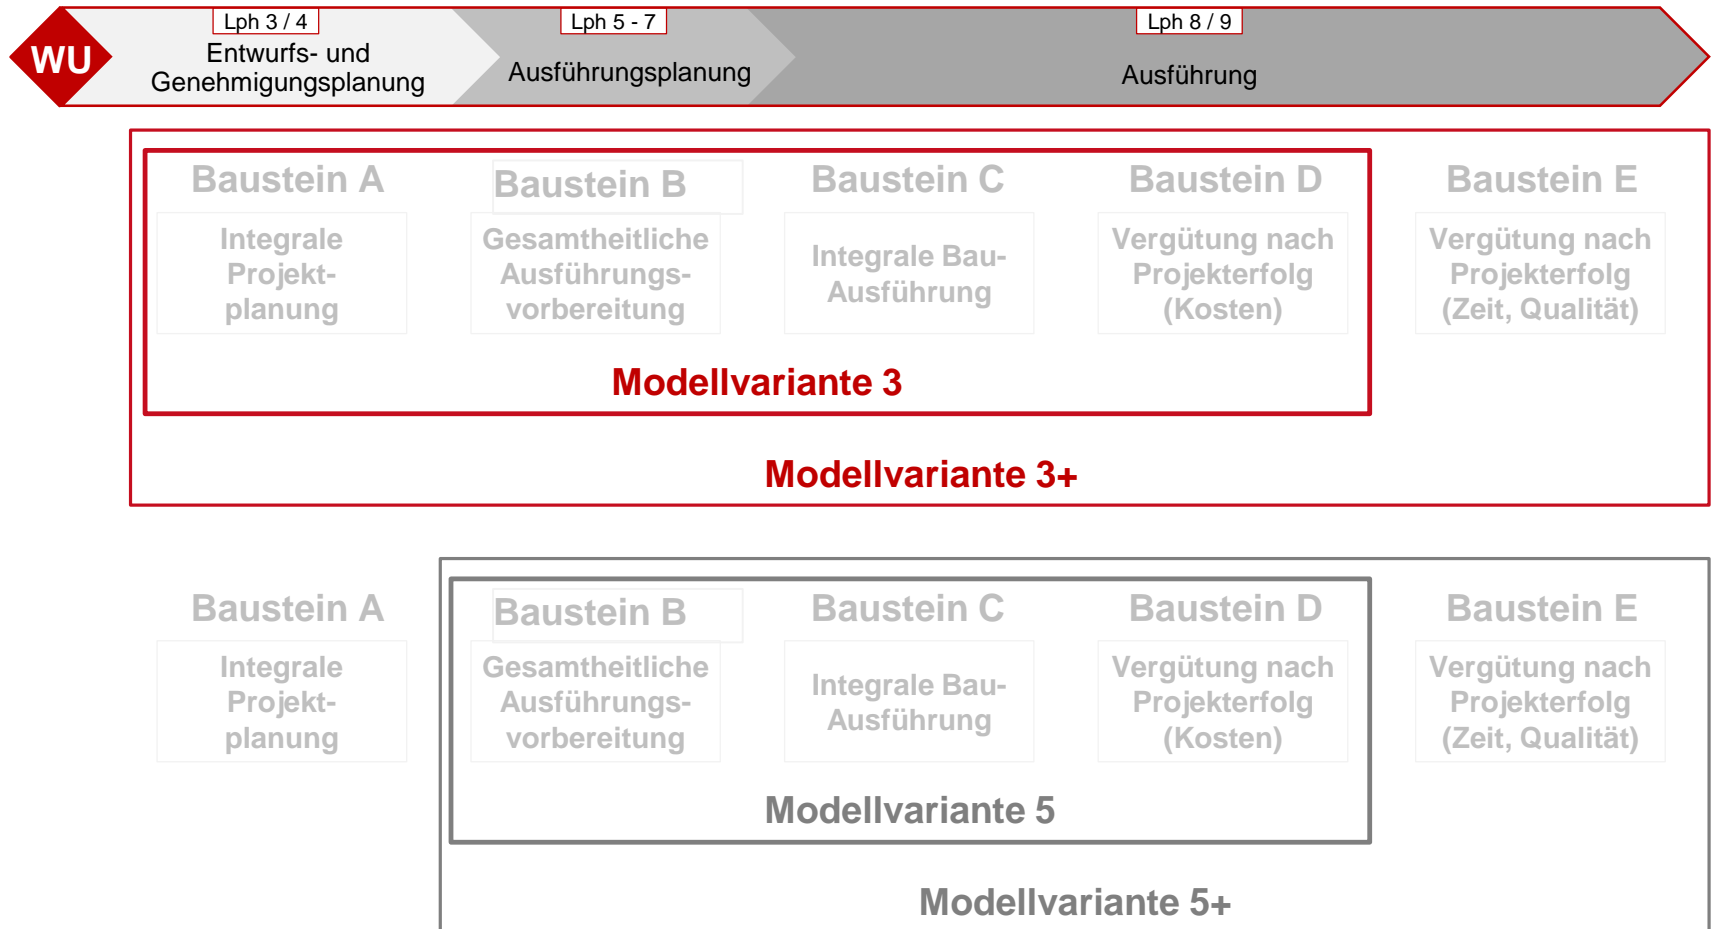 WU
Lph 3 / 4
Entwurfs- und
Genehmigungsplanung
Lph 5 - 7
Ausführungsplanung
Lph 8 / 9
Ausführung
Baustein A
Integrale
Projekt-
planung
Baustein B
Gesamtheitliche
Ausführungs-
vorbereitung
Baustein C
Integrale Bau-
Ausführung
Baustein D
Vergütung nach
Projekterfolg
(Kosten)
Baustein E
Vergütung nach
Projekterfolg
(Zeit, Qualität)
Modellvariante 3
Modellvariante 3+
Baustein A
Integrale
Projekt-
planung
Baustein B
Gesamtheitliche
Ausführungs-
vorbereitung
Baustein C
Integrale Bau-
Ausführung
Baustein D
Vergütung nach
Projekterfolg
(Kosten)
Baustein E
Vergütung nach
Projekterfolg
(Zeit, Qualität)
Modellvariante 5
Modellvariante 5+